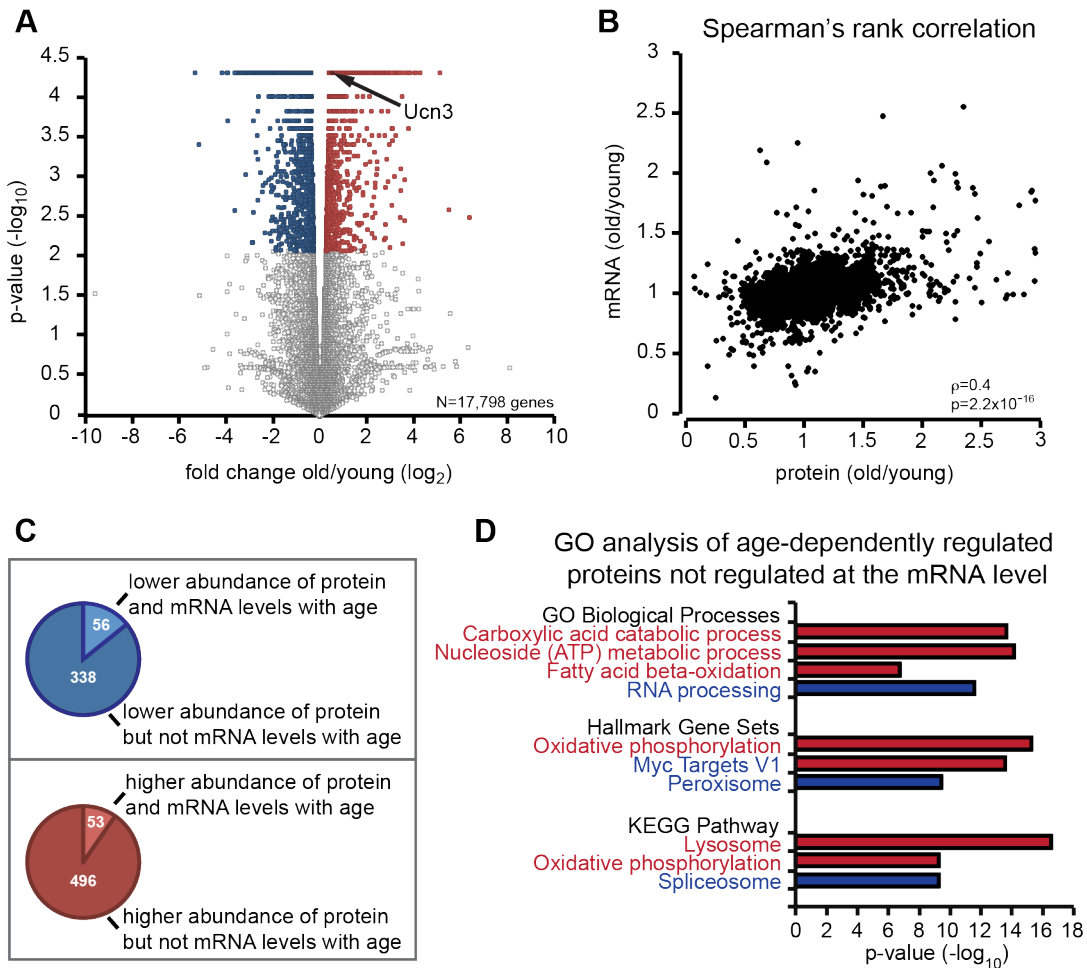 A
4.5
4
3.5
3
2.5
2
1.5
1
0.5
0
p-value (-log10)
Ucn3
N=17,798 genes
-10 -8 -6 -4 -2 0 2 4 6 8 10
fold change old/young (log2)
B
Spearman's rank correlation
3
2.5
2
1.5
1
0.5
0
mRNA (old/young)
ρ=0.4
p=2.2x10⁻¹⁶
0 0.5 1 1.5 2 2.5 3
protein (old/young)
C
lower abundance of protein
and mRNA levels with age
56
338
lower abundance of protein
but not mRNA levels with age
higher abundance of protein
and mRNA levels with age
53
496
higher abundance of protein
but not mRNA levels with age
D
GO analysis of age-dependently regulated
proteins not regulated at the mRNA level
GO Biological Processes
Carboxylic acid catabolic process
Nucleoside (ATP) metabolic process
Fatty acid beta-oxidation
RNA processing
Hallmark Gene Sets
Oxidative phosphorylation
Myc Targets V1
Peroxisome
KEGG Pathway
Lysosome
Oxidative phosphorylation
Spliceosome
0 2 4 6 8 10 12 14 16 18
p-value (-log10)